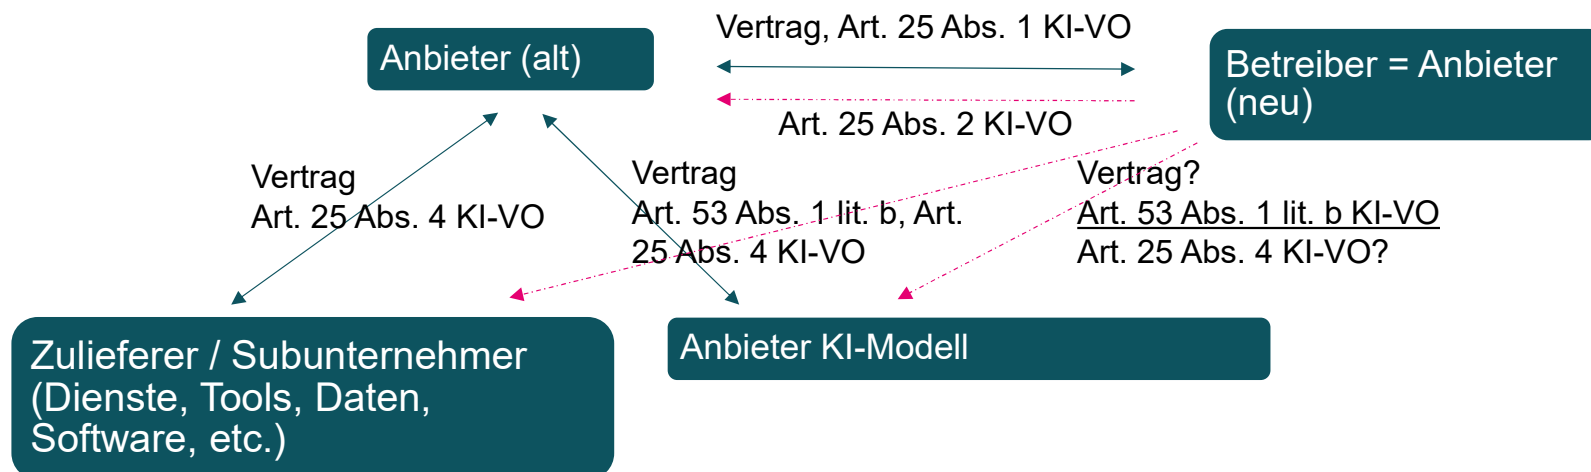 Vertrag, Art. 25 Abs. 1 KI-VO
Anbieter (alt)
Betreiber = Anbieter
(neu)
Art. 25 Abs. 2 KI-VO
Vertrag
Art. 25 Abs. 4 KI-VO
Vertrag
Art. 53 Abs. 1 lit. b, Art.
25 Abs. 4 KI-VO
Vertrag?
Art. 53 Abs. 1 lit. b KI-VO
Art. 25 Abs. 4 KI-VO?
Zulieferer / Subunternehmer
(Dienste, Tools, Daten,
Software, etc.)
Anbieter KI-Modell